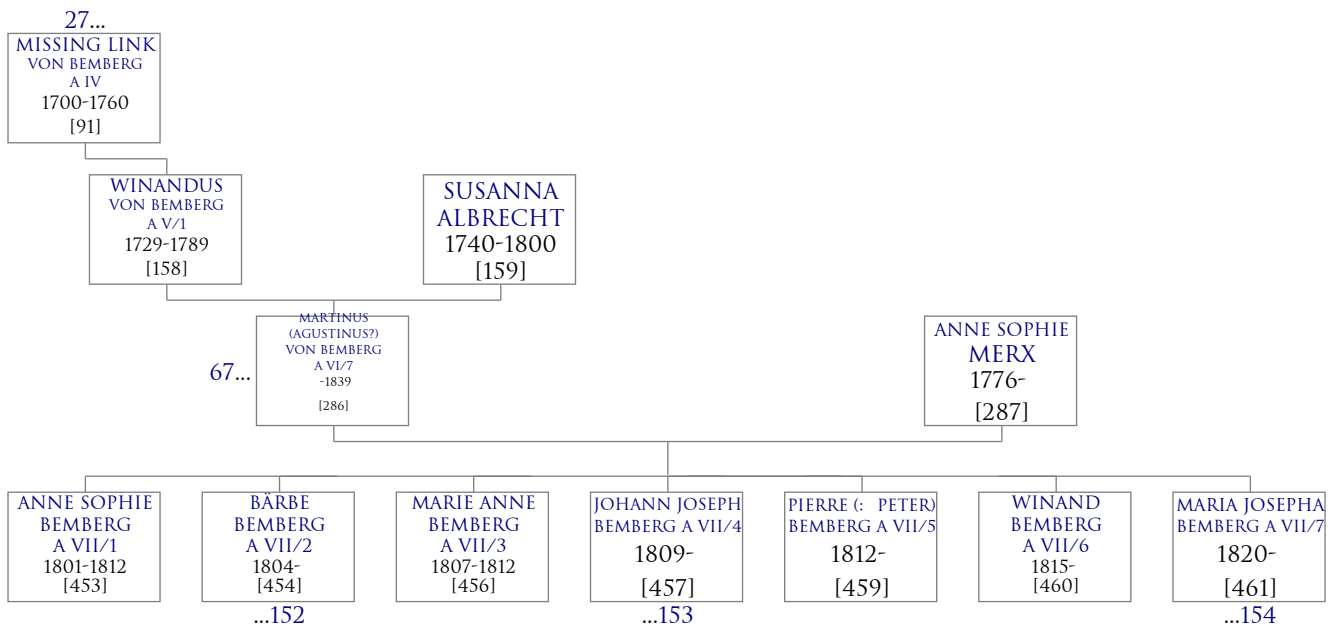 27...
MISSING LINK
VON BEMBERG
A IV
1700-1760
[91]
WINANDUS
VON BEMBERG
A V/1
1729-1789
[158]
SUSANNA
ALBRECHT
1740-1800
[159]
67...
MARTINUS
(AGUSTINUS?)
VON BEMBERG
A VI/7
-1839
[286]
ANNE SOPHIE
MERX
1776-
[287]
ANNE SOPHIE
BEMBERG
A VII/1
1801-1812
[453]
BÄRBE
BEMBERG
A VII/2
1804-
[454]
...152
MARIE ANNE
BEMBERG
A VII/3
1807-1812
[456]
JOHANN JOSEPH
BEMBERG A VII/4
1809-
[457]
...153
PIERRE (: PETER)
BEMBERG A VII/5
1812-
[459]
WINAND
BEMBERG
A VII/6
1815-
[460]
MARIA JOSEPHA
BEMBERG A VII/7
1820-
[461]
...154